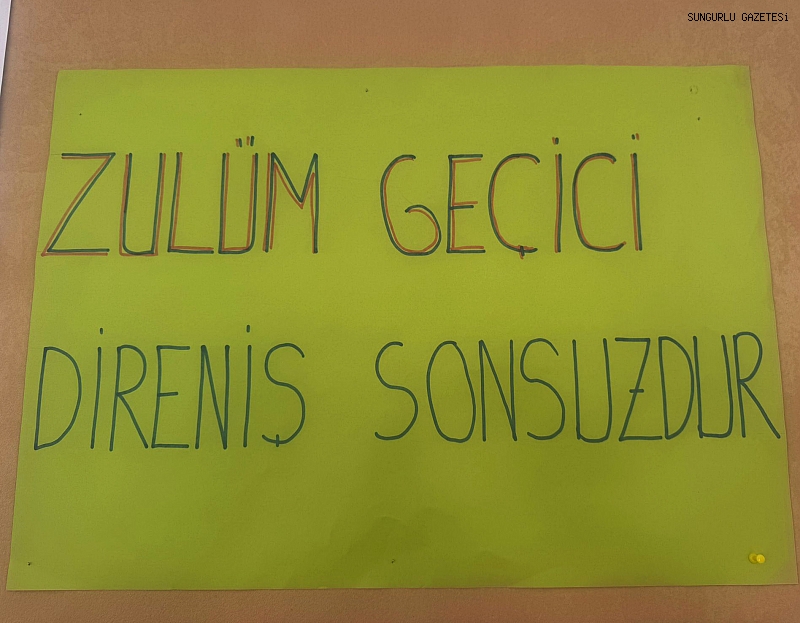 SUNGURLU GAZETESi
ZULÜM GEÇİCİ
DİRENİŞ SONSUZDUR